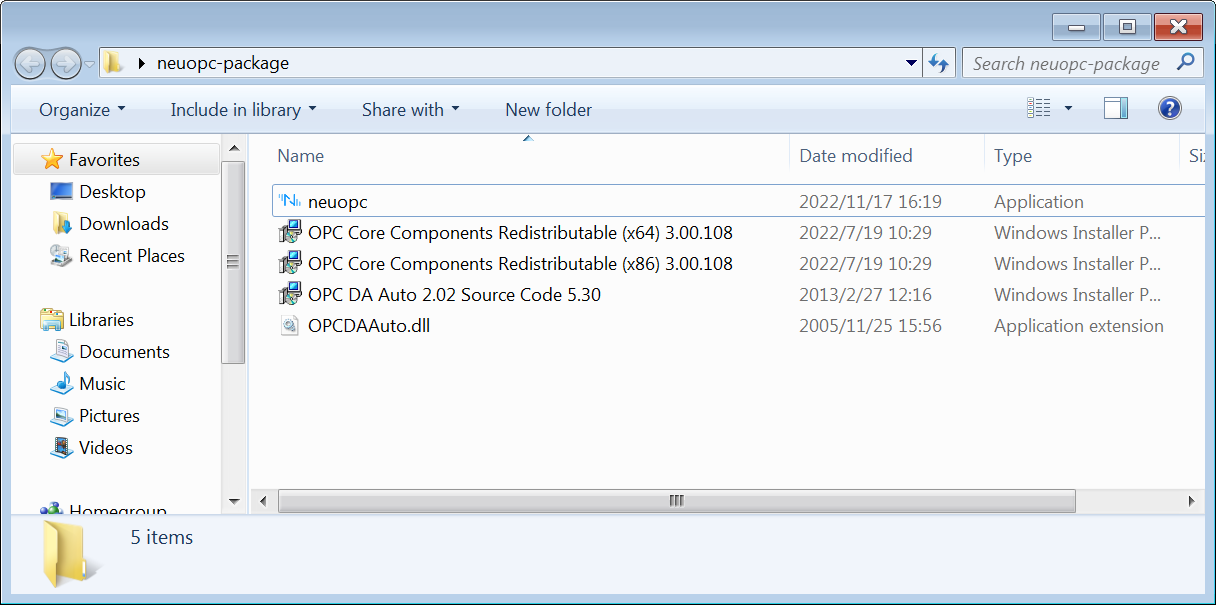 neuopc-package
Search neuopc-package
Organize Include in library Share with New folder
Favorites
Desktop
Downloads
Recent Places
Libraries
Documents
Music
Pictures
Videos
Homegroup
Name Date modified Type Si
neuopc 2022/11/17 16:19 Application
OPC Core Components Redistributable (x64) 3.00.108 2022/7/19 10:29 Windows Installer P...
OPC Core Components Redistributable (x86) 3.00.108 2022/7/19 10:29 Windows Installer P...
OPC DA Auto 2.02 Source Code 5.30 2013/2/27 12:16 Windows Installer P...
OPCDAAuto.dll 2005/11/25 15:56 Application extension
5 items